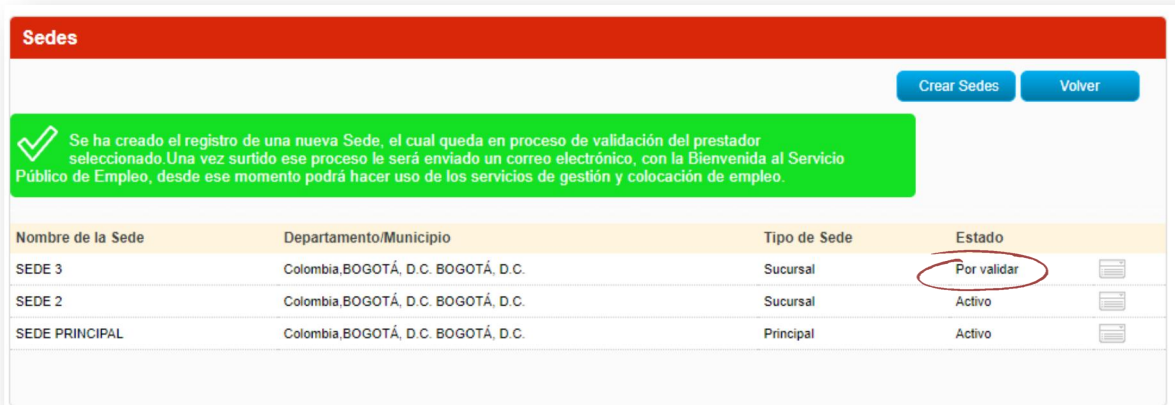 Sedes
Crear Sedes Volver
Se ha creado el registro de una nueva Sede, el cual queda en proceso de validación del prestador
seleccionado.Una vez surtido ese proceso le será enviado un correo electrónico, con la Bienvenida al Servicio
Público de Empleo, desde ese momento podrá hacer uso de los servicios de gestión y colocación de empleo.
Nombre de la Sede Departamento/Municipio Tipo de Sede Estado
SEDE 3 Colombia,BOGOTÁ, D.C. BOGOTÁ, D.C. Sucursal Por validar
SEDE 2 Colombia,BOGOTÁ, D.C. BOGOTÁ, D.C. Sucursal Activo
SEDE PRINCIPAL Colombia,BOGOTÁ, D.C. BOGOTÁ, D.C. Principal Activo